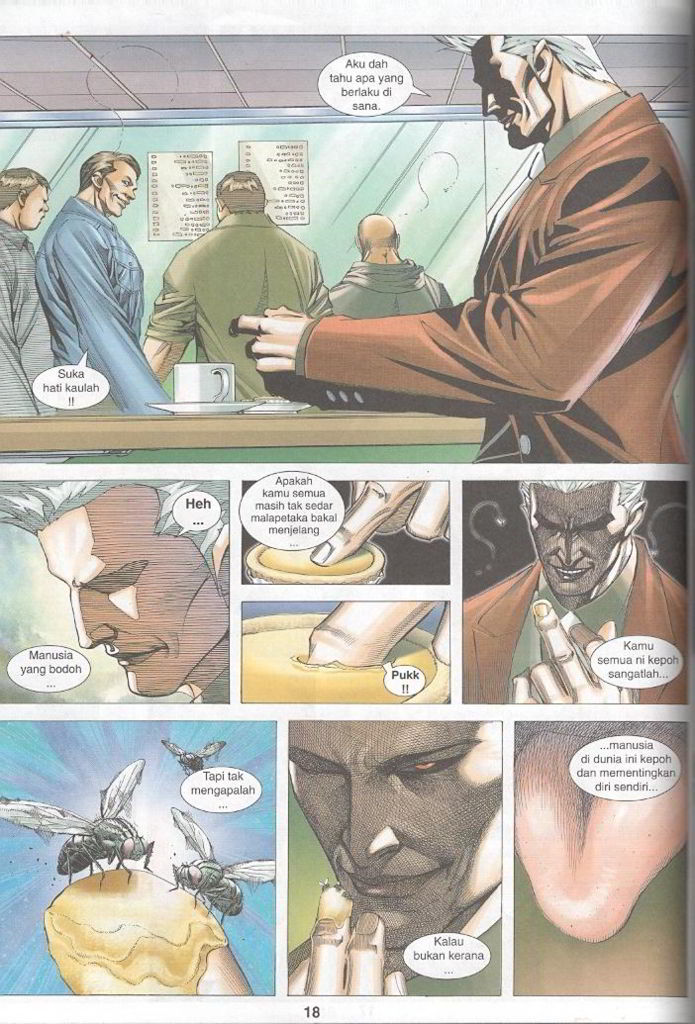 Aku dah
tahu apa yang
berlaku di
sana.
Suka
hati kaulah
!!
Heh
...
Manusia
yang bodoh
...
Apakah
kamu semua
masih tak sedar
malapetaka bakal
menjelang
...
Pukk
!!
Kamu
semua ni kepoh
sangatlah...
Tapi tak
mengapalah
...
Kalau
bukan kerana
...
...manusia
di dunia ini kepoh
dan mementingkan
diri sendiri...
18